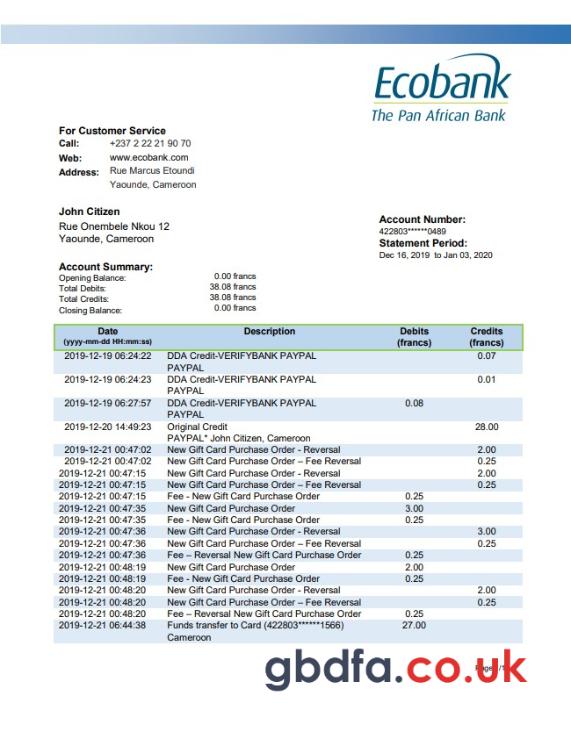 Ecobank
The Pan African Bank
For Customer Service
Call: +237 2 22 21 90 70
Web: www.ecobank.com
Address: Rue Marcus Etoundi
Yaounde, Cameroon
John Citizen
Rue Onembele Nkou 12
Yaounde, Cameroon
Account Number:
422803******0489
Statement Period:
Dec 16, 2019 to Jan 03, 2020
Account Summary:
Opening Balance: 0.00 francs
Total Debits: 38.08 francs
Total Credits: 38.08 francs
Closing Balance: 0.00 francs
Date Description Debits Credits
(yyyy-mm-dd HH:mm:ss) (francs) (francs)
2019-12-19 06:24:22 DDA Credit-VERIFYBANK PAYPAL 0.07
PAYPAL
2019-12-19 06:24:23 DDA Credit-VERIFYBANK PAYPAL 0.01
PAYPAL
2019-12-19 06:27:57 DDA Credit-VERIFYBANK PAYPAL 0.08
PAYPAL
2019-12-20 14:49:23 Original Credit 28.00
PAYPAL* John Citizen, Cameroon
2019-12-21 00:47:02 New Gift Card Purchase Order - Reversal 2.00
2019-12-21 00:47:02 New Gift Card Purchase Order – Fee Reversal 0.25
2019-12-21 00:47:15 New Gift Card Purchase Order - Reversal 2.00
2019-12-21 00:47:15 New Gift Card Purchase Order – Fee Reversal 0.25
2019-12-21 00:47:15 Fee - New Gift Card Purchase Order 0.25
2019-12-21 00:47:35 New Gift Card Purchase Order 3.00
2019-12-21 00:47:35 Fee - New Gift Card Purchase Order 0.25
2019-12-21 00:47:36 New Gift Card Purchase Order - Reversal 3.00
2019-12-21 00:47:36 New Gift Card Purchase Order – Fee Reversal 0.25
2019-12-21 00:47:36 Fee – Reversal New Gift Card Purchase Order 0.25
2019-12-21 00:48:19 New Gift Card Purchase Order 2.00
2019-12-21 00:48:19 Fee - New Gift Card Purchase Order 0.25
2019-12-21 00:48:20 New Gift Card Purchase Order - Reversal 2.00
2019-12-21 00:48:20 New Gift Card Purchase Order – Fee Reversal 0.25
2019-12-21 00:48:20 Fee – Reversal New Gift Card Purchase Order 0.25
2019-12-21 06:44:38 Funds transfer to Card (422803******1566) 27.00
Cameroon
gbdfa.co.uk